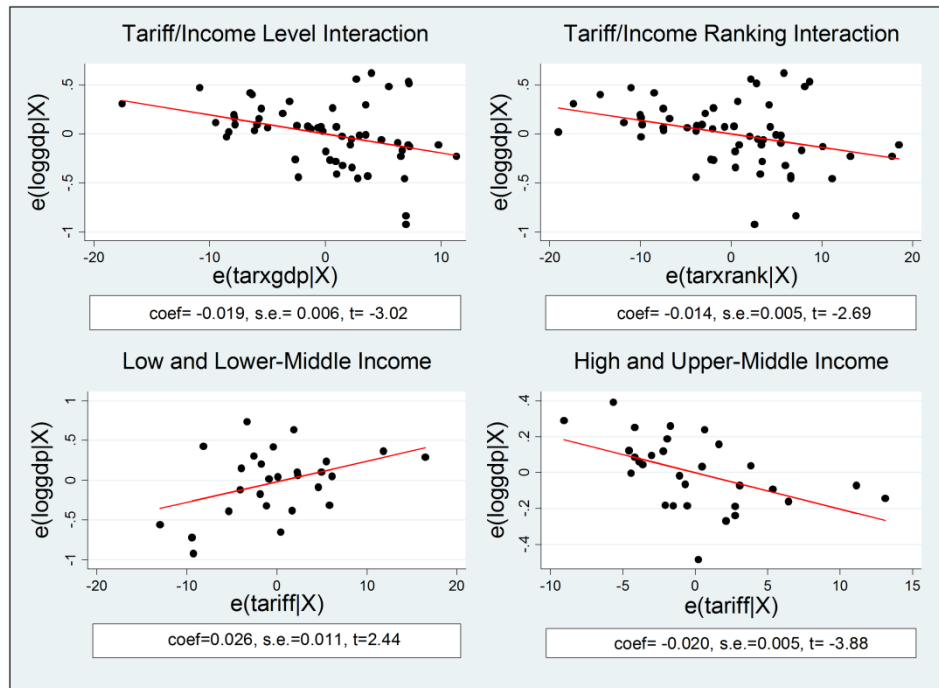 Tariff/Income Level Interaction
e(loggdp|X)
.5
0
-.5
-1
-20
-10
0
10
e(tarxgdp|X)
coef= -0.019, s.e.= 0.006, t= -3.02
Tariff/Income Ranking Interaction
e(loggdp|X)
.5
0
-.5
-1
-20
-10
0
10
20
e(tarxrank|X)
coef= -0.014, s.e.=0.005, t= -2.69
Low and Lower-Middle Income
e(loggdp|X)
1
.5
0
-.5
-1
-20
-10
0
10
20
e(tariff|X)
coef=0.026, s.e.=0.011, t=2.44
High and Upper-Middle Income
e(loggdp|X)
.4
.2
0
-.2
-.4
-10
-5
0
5
10
15
e(tariff|X)
coef= -0.020, s.e.=0.005, t= -3.88